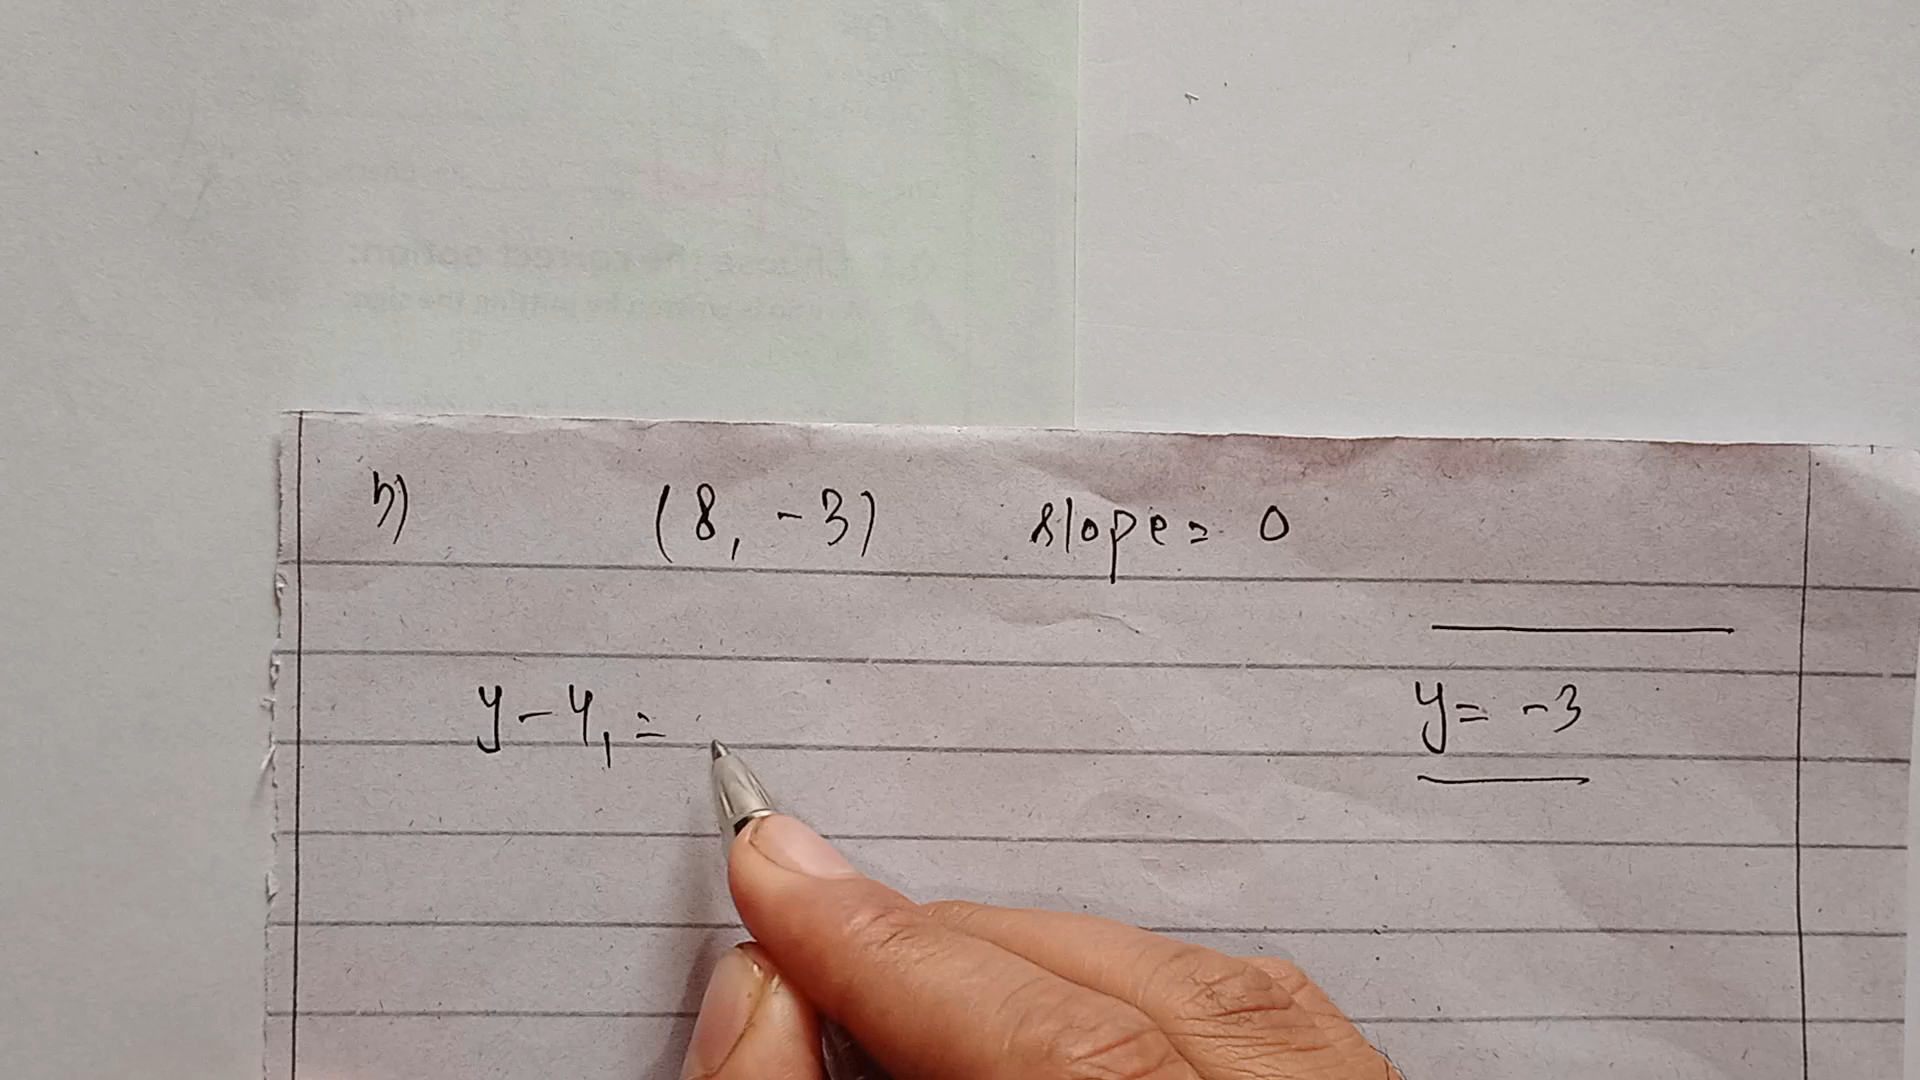 b) (8, -3) slope = 0
y - y₁ =
y = -3